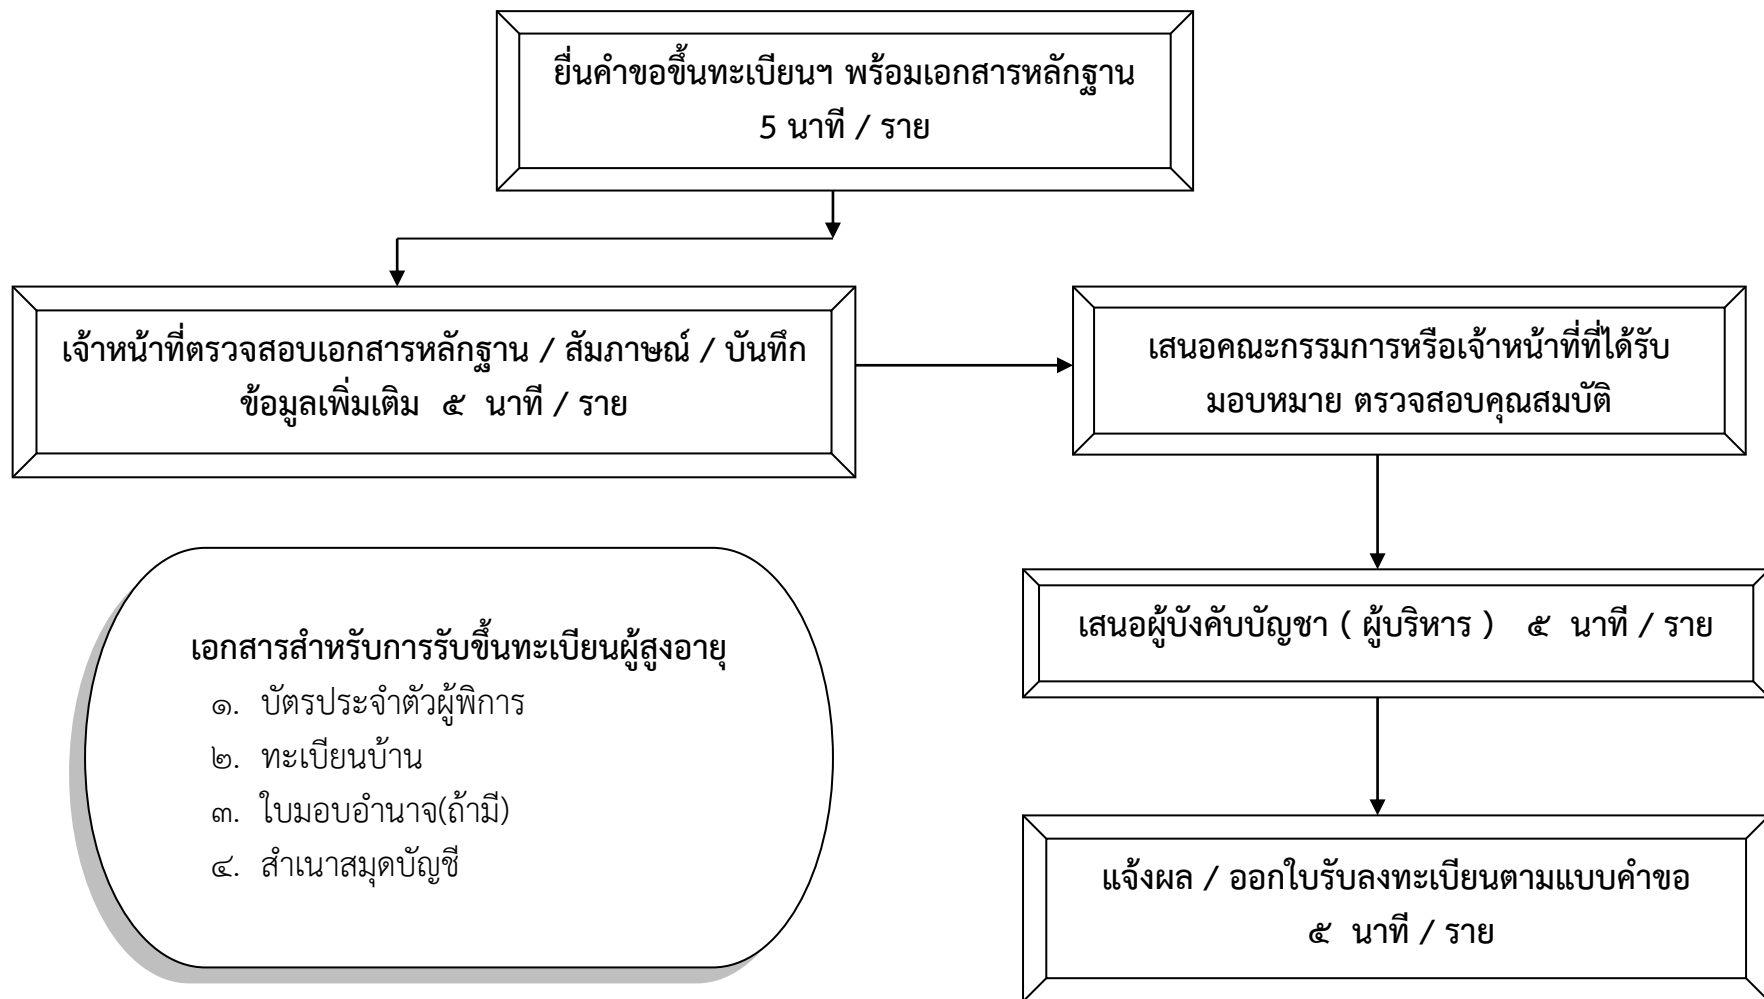 ยื่นคำขอขึ้นทะเบียนฯ พร้อมเอกสารหลักฐาน
5 นาที / ราย
เจ้าหน้าที่ตรวจสอบเอกสารหลักฐาน / สัมภาษณ์ / บันทึก
ข้อมูลเพิ่มเติม ๕ นาที / ราย
เสนอคณะกรรมการหรือเจ้าหน้าที่ที่ได้รับ
มอบหมาย ตรวจสอบคุณสมบัติ
เสนอผู้บังคับบัญชา ( ผู้บริหาร ) ๕ นาที / ราย
แจ้งผล / ออกใบรับลงทะเบียนตามแบบคำขอ
๕ นาที / ราย
เอกสารสำหรับการรับขึ้นทะเบียนผู้สูงอายุ
๑. บัตรประจำตัวผู้พิการ
๒. ทะเบียนบ้าน
๓. ใบมอบอำนาจ(ถ้ามี)
๔. สำเนาสมุดบัญชี